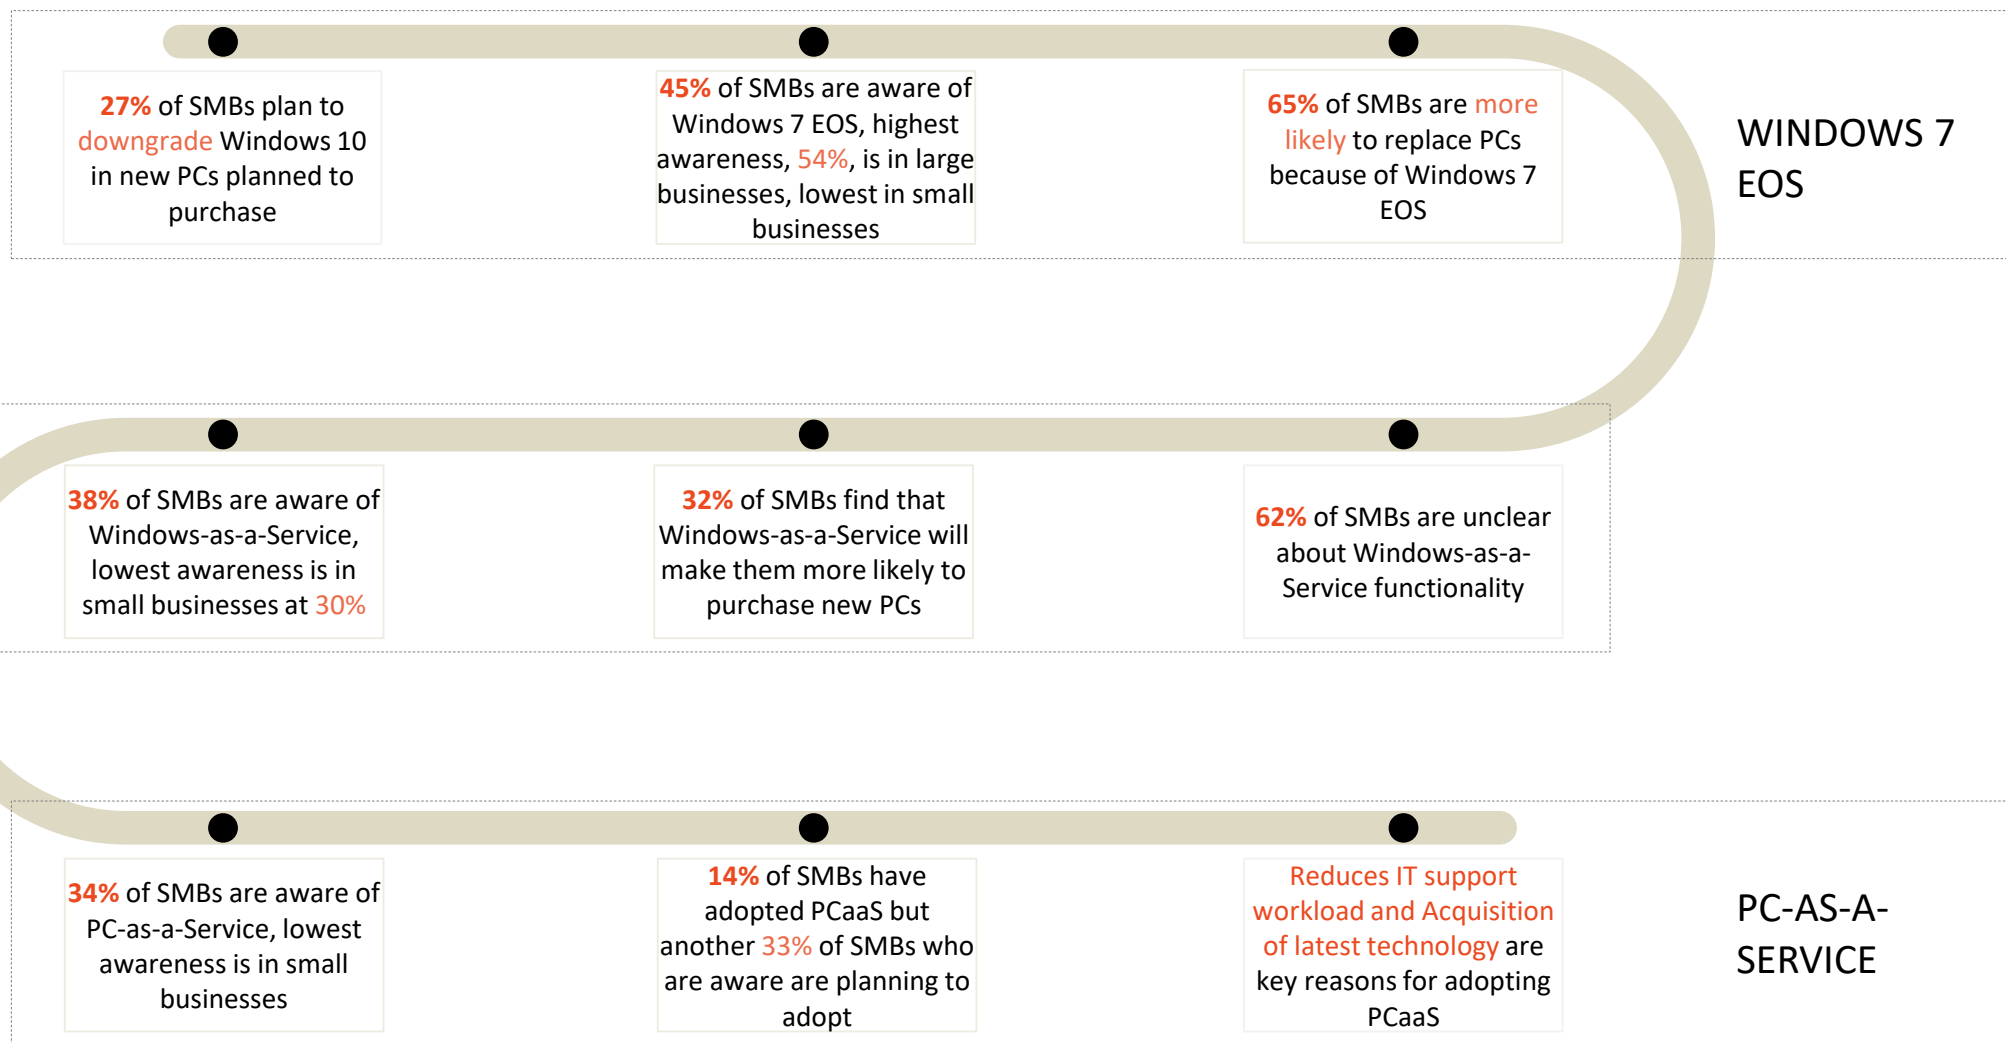 27% of SMBs plan to
downgrade Windows 10
in new PCs planned to
purchase
45% of SMBs are aware of
Windows 7 EOS, highest
awareness, 54%, is in large
businesses, lowest in small
businesses
65% of SMBs are more
likely to replace PCs
because of Windows 7
EOS
WINDOWS 7
EOS
38% of SMBs are aware of
Windows-as-a-Service,
lowest awareness is in
small businesses at 30%
32% of SMBs find that
Windows-as-a-Service will
make them more likely to
purchase new PCs
62% of SMBs are unclear
about Windows-as-a-
Service functionality
34% of SMBs are aware of
PC-as-a-Service, lowest
awareness is in small
businesses
14% of SMBs have
adopted PCaaS but
another 33% of SMBs who
are aware are planning to
adopt
Reduces IT support
workload and Acquisition
of latest technology are
key reasons for adopting
PCaaS
PC-AS-A-
SERVICE